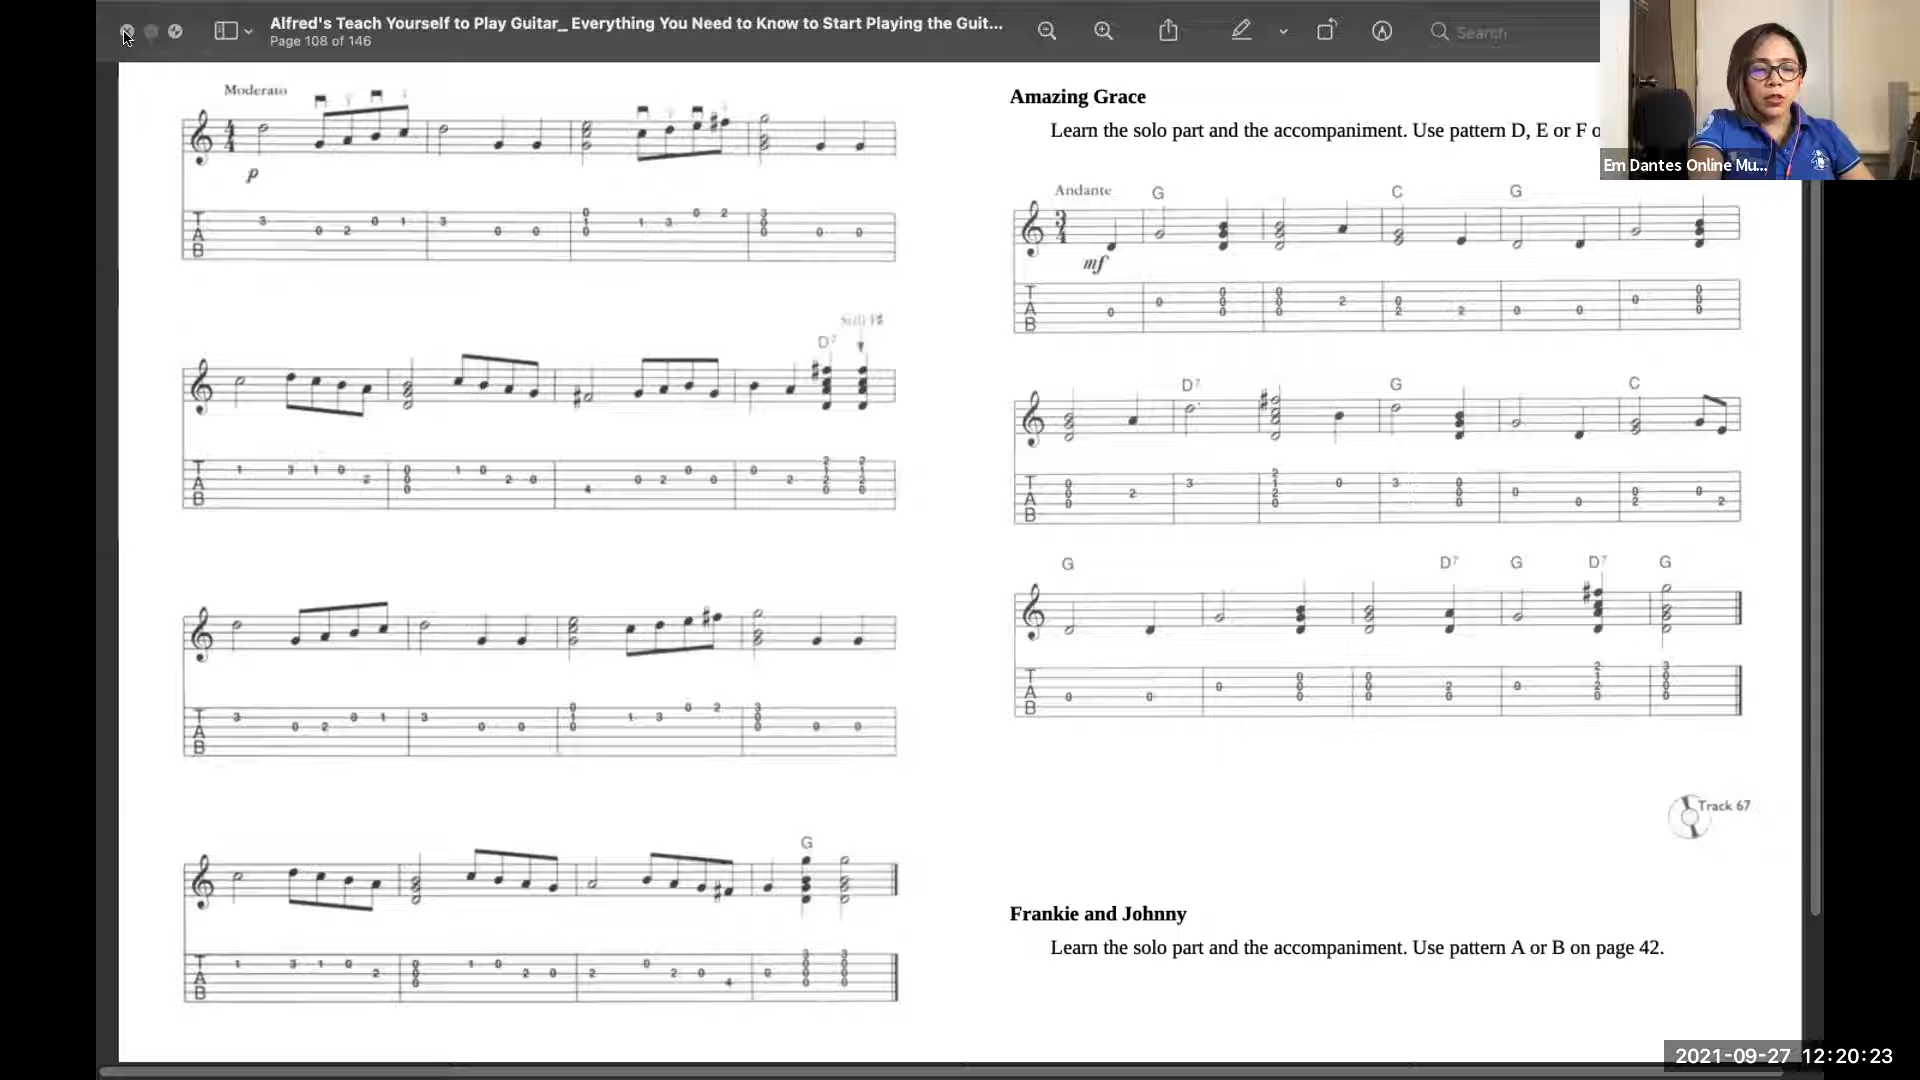 Alfred's Teach Yourself to Play Guitar_ Everything You Need to Know to Start Playing the Guit...
Page 108 of 146
Search
Em Dantes Online Mu...
Moderato
p
D7
G
Amazing Grace
Learn the solo part and the accompaniment. Use pattern D, E or F o
Andante
G C G
mf
D7 G C
G D7 G D7 G
Track 67
Frankie and Johnny
Learn the solo part and the accompaniment. Use pattern A or B on page 42.
2021-09-27 12:20:23